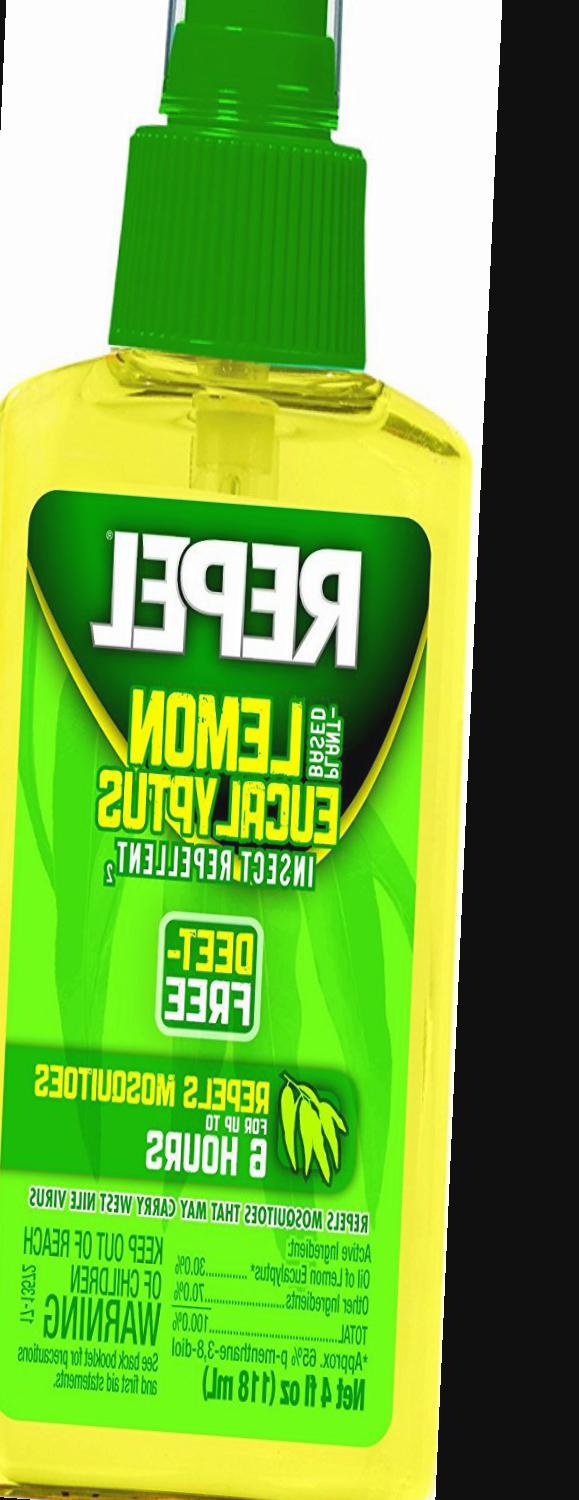 REPEL®
PLANT-
BASED
LEMON
EUCALYPTUS
INSECT REPELLENT2
DEET-
FREE
REPELS MOSQUITOES
FOR UP TO
6 HOURS
REPELS MOSQUITOES THAT MAY CARRY WEST NILE VIRUS
Active Ingredient:
Oil of Lemon Eucalyptus*..............30.0%
Other Ingredients..............................70.0%
TOTAL................................100.0%
*Approx. 65% p-menthane-3,8-diol
Net 4 fl oz (118 mL)
KEEP OUT OF REACH
OF CHILDREN
WARNING
See back booklet for precautions
and first aid statements.
17-13572